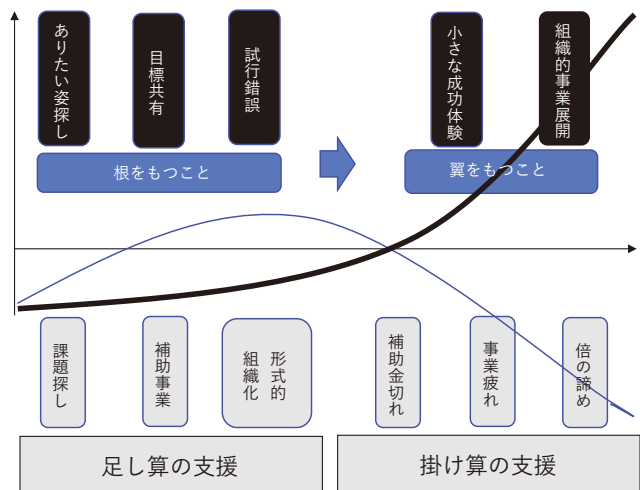 ありたい姿探し
目標共有
試行錯誤
小さな成功体験
組織的事業展開
根をもつこと
翼をもつこと
課題探し
補助事業
形式的
組織化
補助金切れ
事業疲れ
倍の諦め
足し算の支援
掛け算の支援